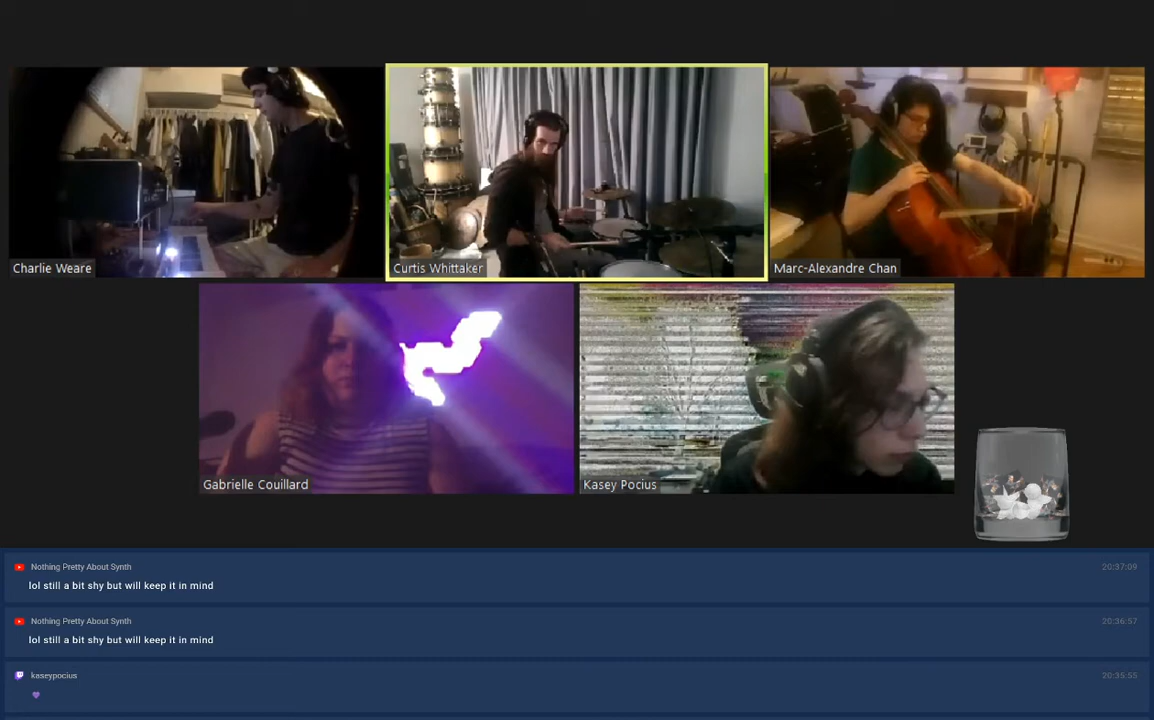 Charlie Weare
Curtis Whittaker
Marc-Alexandre Chan
Gabrielle Couillard
Kasey Pocius
Nothing Pretty About Synth
20:37:09
lol still a bit shy but will keep it in mind
Nothing Pretty About Synth
20:36:57
lol still a bit shy but will keep it in mind
kaseypocius
20:35:55